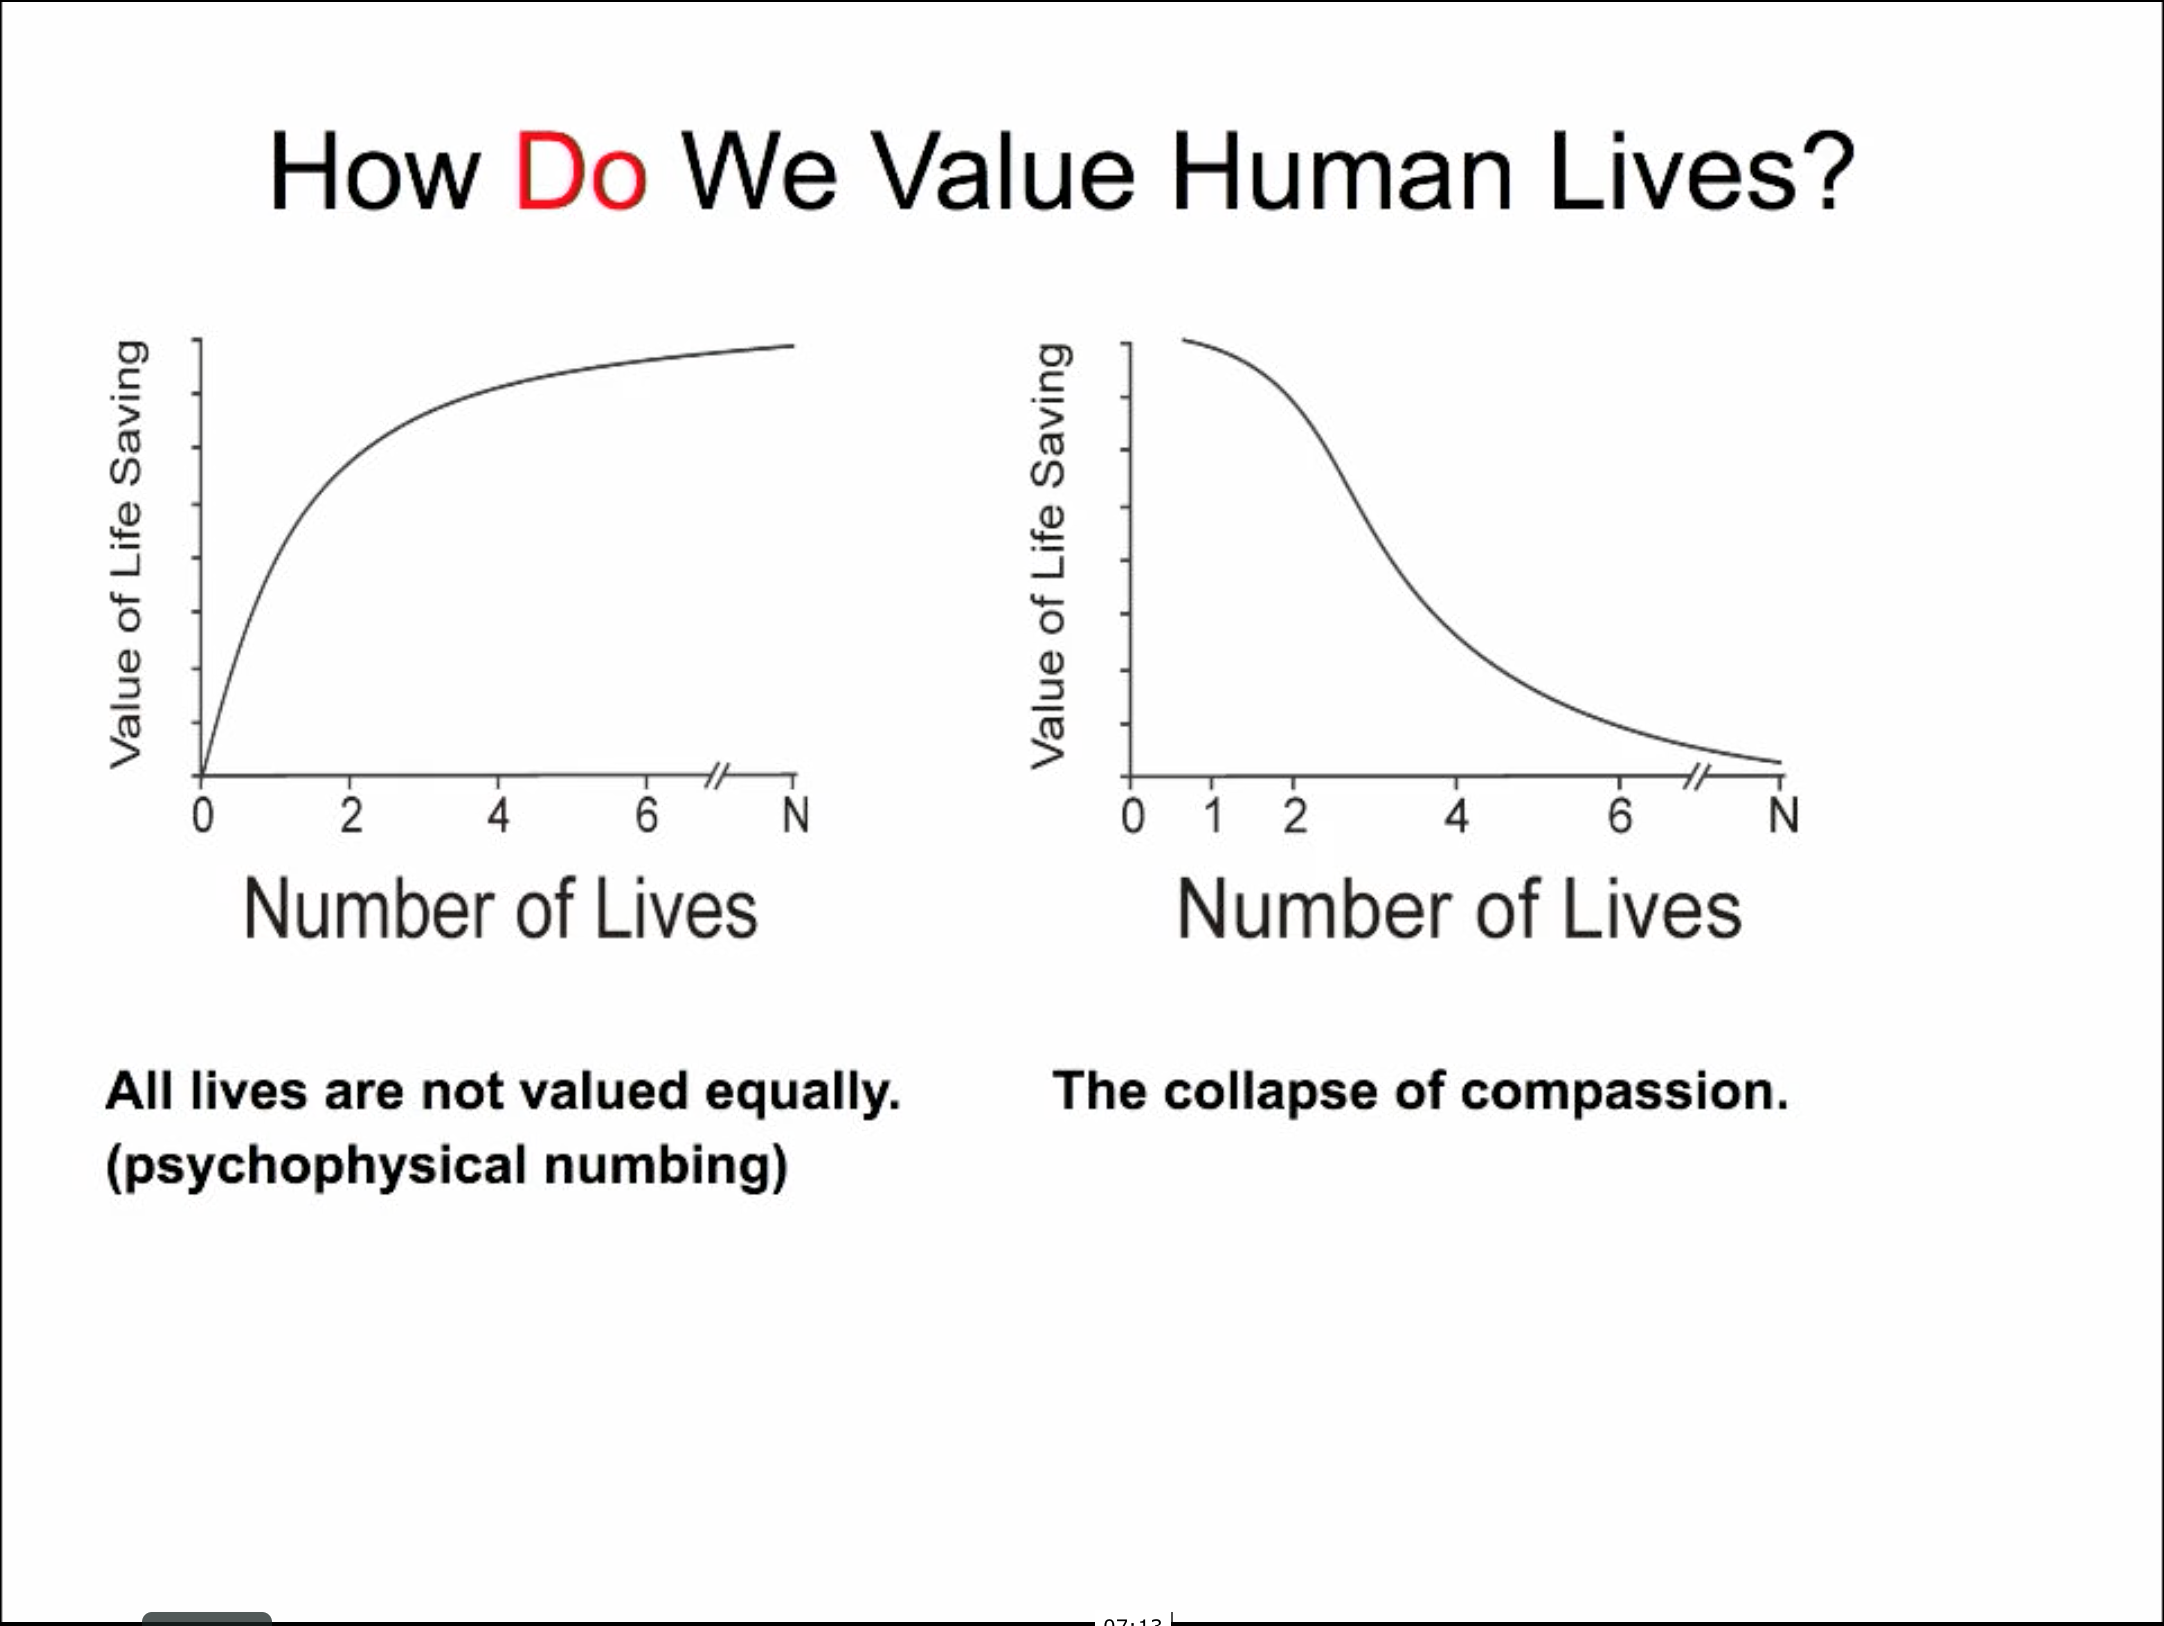 How Do We Value Human Lives?
Value of Life Saving
0 2 4 6 N
Number of Lives
Value of Life Saving
0 1 2 4 6 N
Number of Lives
All lives are not valued equally.
(psychophysical numbing)
The collapse of compassion.